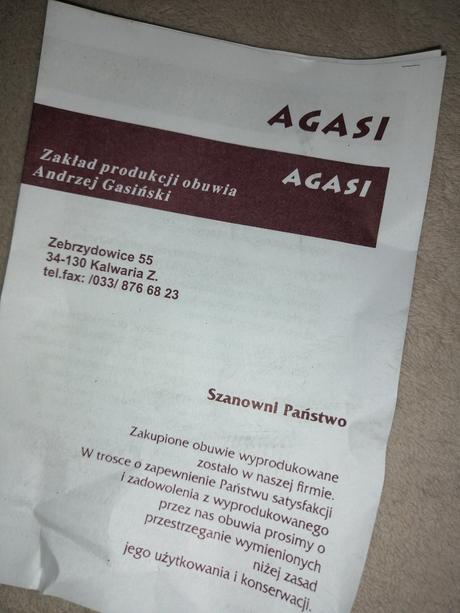 AGASI
AGASI
Zakład produkcji obuwia
Andrzej Gasiński
Zebrzydowice 55
34-130 Kalwaria Z.
tel.fax: /033/ 876 68 23
Szanowni Państwo
Zakupione obuwie wyprodukowane
zostało w naszej firmie.
W trosce o zapewnienie Państwu satysfakcji
i zadowolenia z wyprodukowanego
przez nas obuwia prosimy o
przestrzeganie wymienionych
niżej zasad
jego użytkowania i konserwacji.